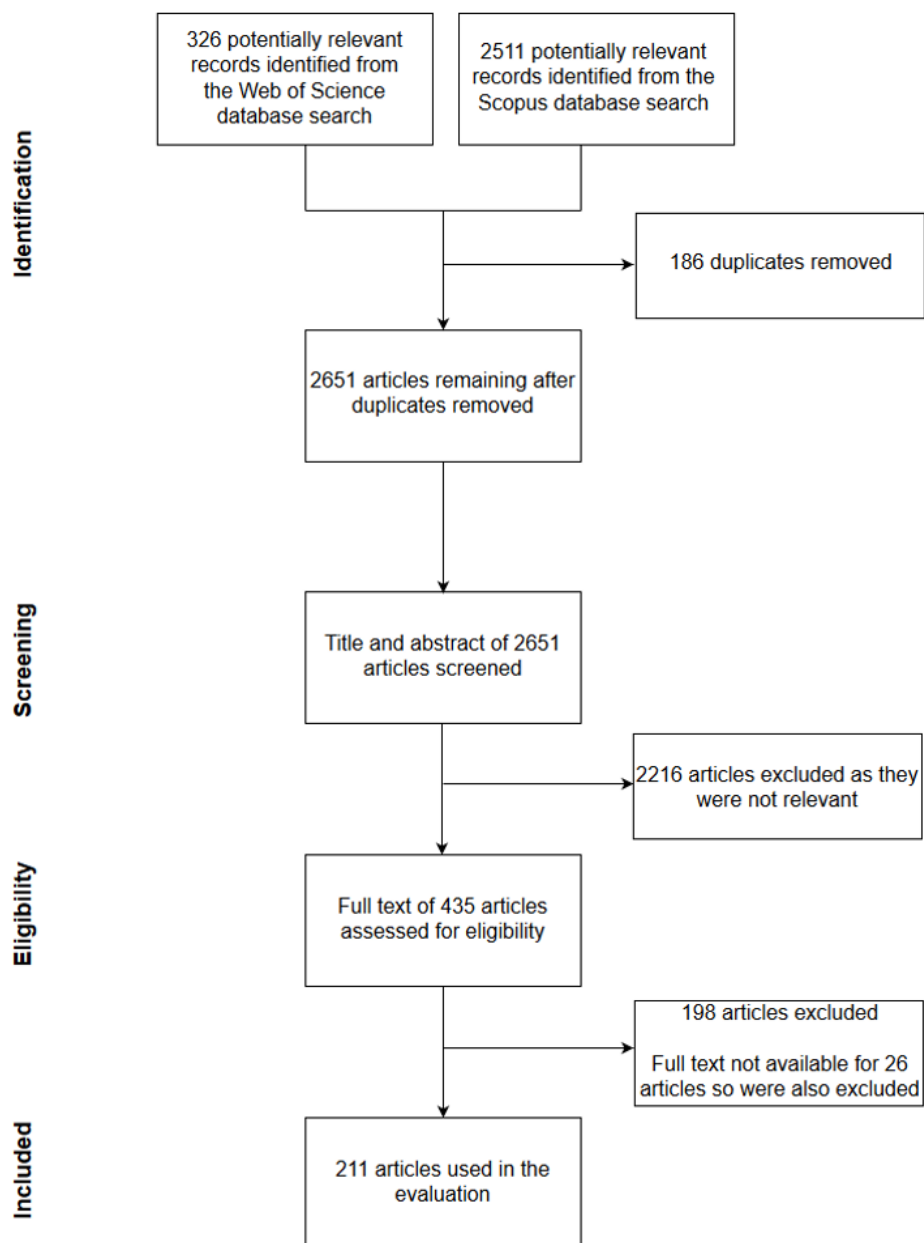 326 potentially relevant
records identified from
the Web of Science
database search
2511 potentially relevant
records identified from the
Scopus database search
Identification
186 duplicates removed
2651 articles remaining after
duplicates removed
Screening
Title and abstract of 2651
articles screened
2216 articles excluded as they
were not relevant
Eligibility
Full text of 435 articles
assessed for eligibility
198 articles excluded
Full text not available for 26
articles so were also excluded
Included
211 articles used in the
evaluation